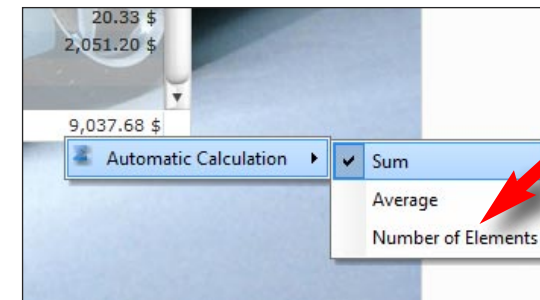 20.33 $
2,051.20 $
9,037.68 $
Automatic Calculation
Sum
Average
Number of Elements